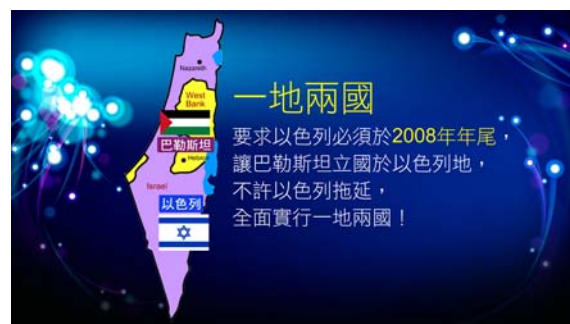 Nazareth
West
Bank
巴勒斯坦
Hebron
Israel
以色列
一地兩國
要求以色列必須於2008年年尾，
讓巴勒斯坦立國於以色列地，
不許以色列拖延，
全面實行一地兩國！